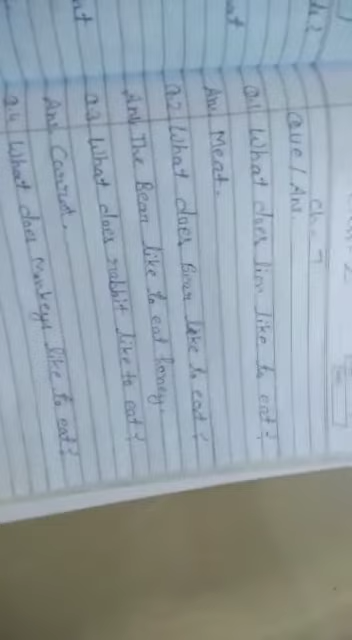 Ch - 7
Que / Ans.
Q.1 What does lion like to eat?
Ans Meat.
Q.2 What does Bear like to eat?
Ans The Bear like to eat honey.
Q.3 What does rabbit like to eat?
Ans Carrot.
Q.4 What does monkeys like to eat?